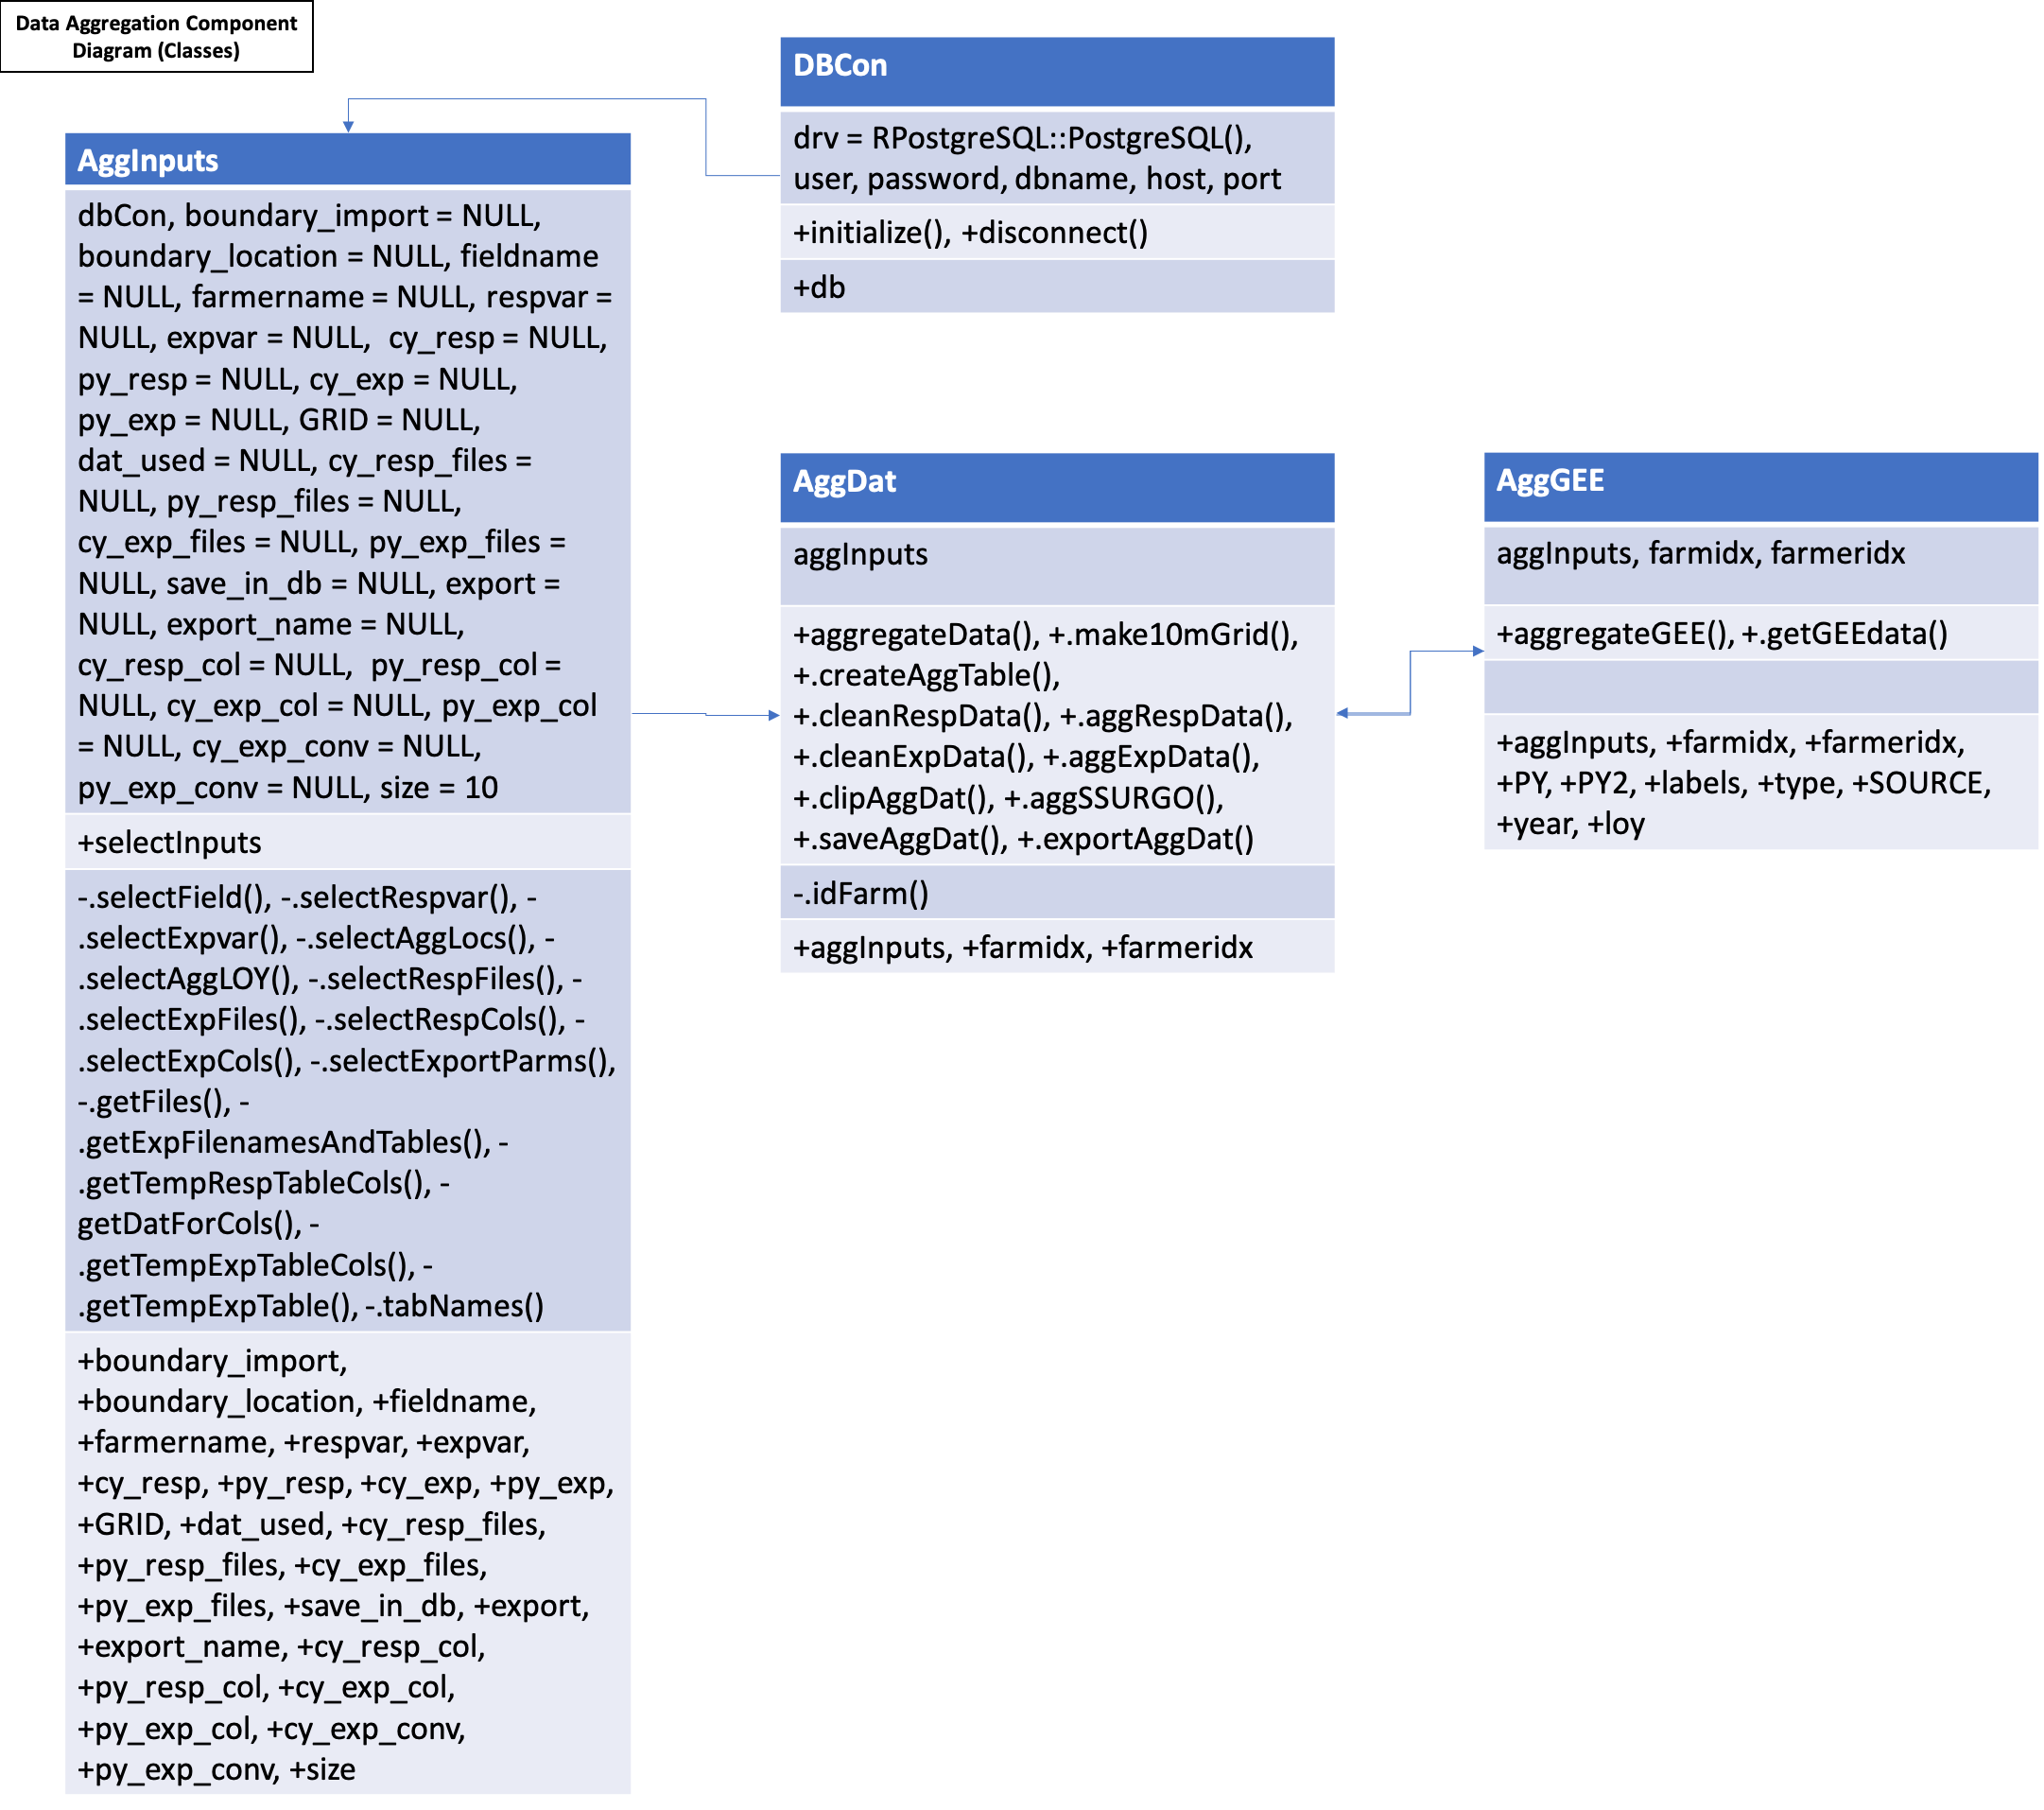 Data Aggregation Component
Diagram (Classes)
DBCon
drv = RPostgreSQL::PostgreSQL(),
user, password, dbname, host, port
+initialize(), +disconnect()
+db
AggInputs
dbCon, boundary_import = NULL,
boundary_location = NULL, fieldname
= NULL, farmername = NULL, respvar =
NULL, expvar = NULL, cy_resp = NULL,
py_resp = NULL, cy_exp = NULL,
py_exp = NULL, GRID = NULL,
dat_used = NULL, cy_resp_files =
NULL, py_resp_files = NULL,
cy_exp_files = NULL, py_exp_files =
NULL, save_in_db = NULL, export =
NULL, export_name = NULL,
cy_resp_col = NULL, py_resp_col =
NULL, cy_exp_col = NULL, py_exp_col
= NULL, cy_exp_conv = NULL,
py_exp_conv = NULL, size = 10
+selectInputs
-.selectField(), -.selectRespvar(), -
.selectExpvar(), -.selectAggLocs(), -
.selectAggLOY(), -.selectRespFiles(), -
.selectExpFiles(), -.selectRespCols(), -
.selectExpCols(), -.selectExportParms(),
-.getFiles(), -
.getExpFilenamesAndTables(), -
.getTempRespTableCols(), -
getDatForCols(), -
.getTempExpTableCols(), -
.getTempExpTable(), -.tabNames()
+boundary_import,
+boundary_location, +fieldname,
+farmername, +respvar, +expvar,
+cy_resp, +py_resp, +cy_exp, +py_exp,
+GRID, +dat_used, +cy_resp_files,
+py_resp_files, +cy_exp_files,
+py_exp_files, +save_in_db, +export,
+export_name, +cy_resp_col,
+py_resp_col, +cy_exp_col,
+py_exp_col, +cy_exp_conv,
+py_exp_conv, +size
AggDat
aggInputs
+aggregateData(), +.make10mGrid(),
+.createAggTable(),
+.cleanRespData(), +.aggRespData(),
+.cleanExpData(), +.aggExpData(),
+.clipAggDat(), +.aggSSURGO(),
+.saveAggDat(), +.exportAggDat()
-.idFarm()
+aggInputs, +farmidx, +farmeridx
AggGEE
aggInputs, farmidx, farmeridx
+aggregateGEE(), +.getGEEdata()
+aggInputs, +farmidx, +farmeridx,
+PY, +PY2, +labels, +type, +SOURCE,
+year, +loy